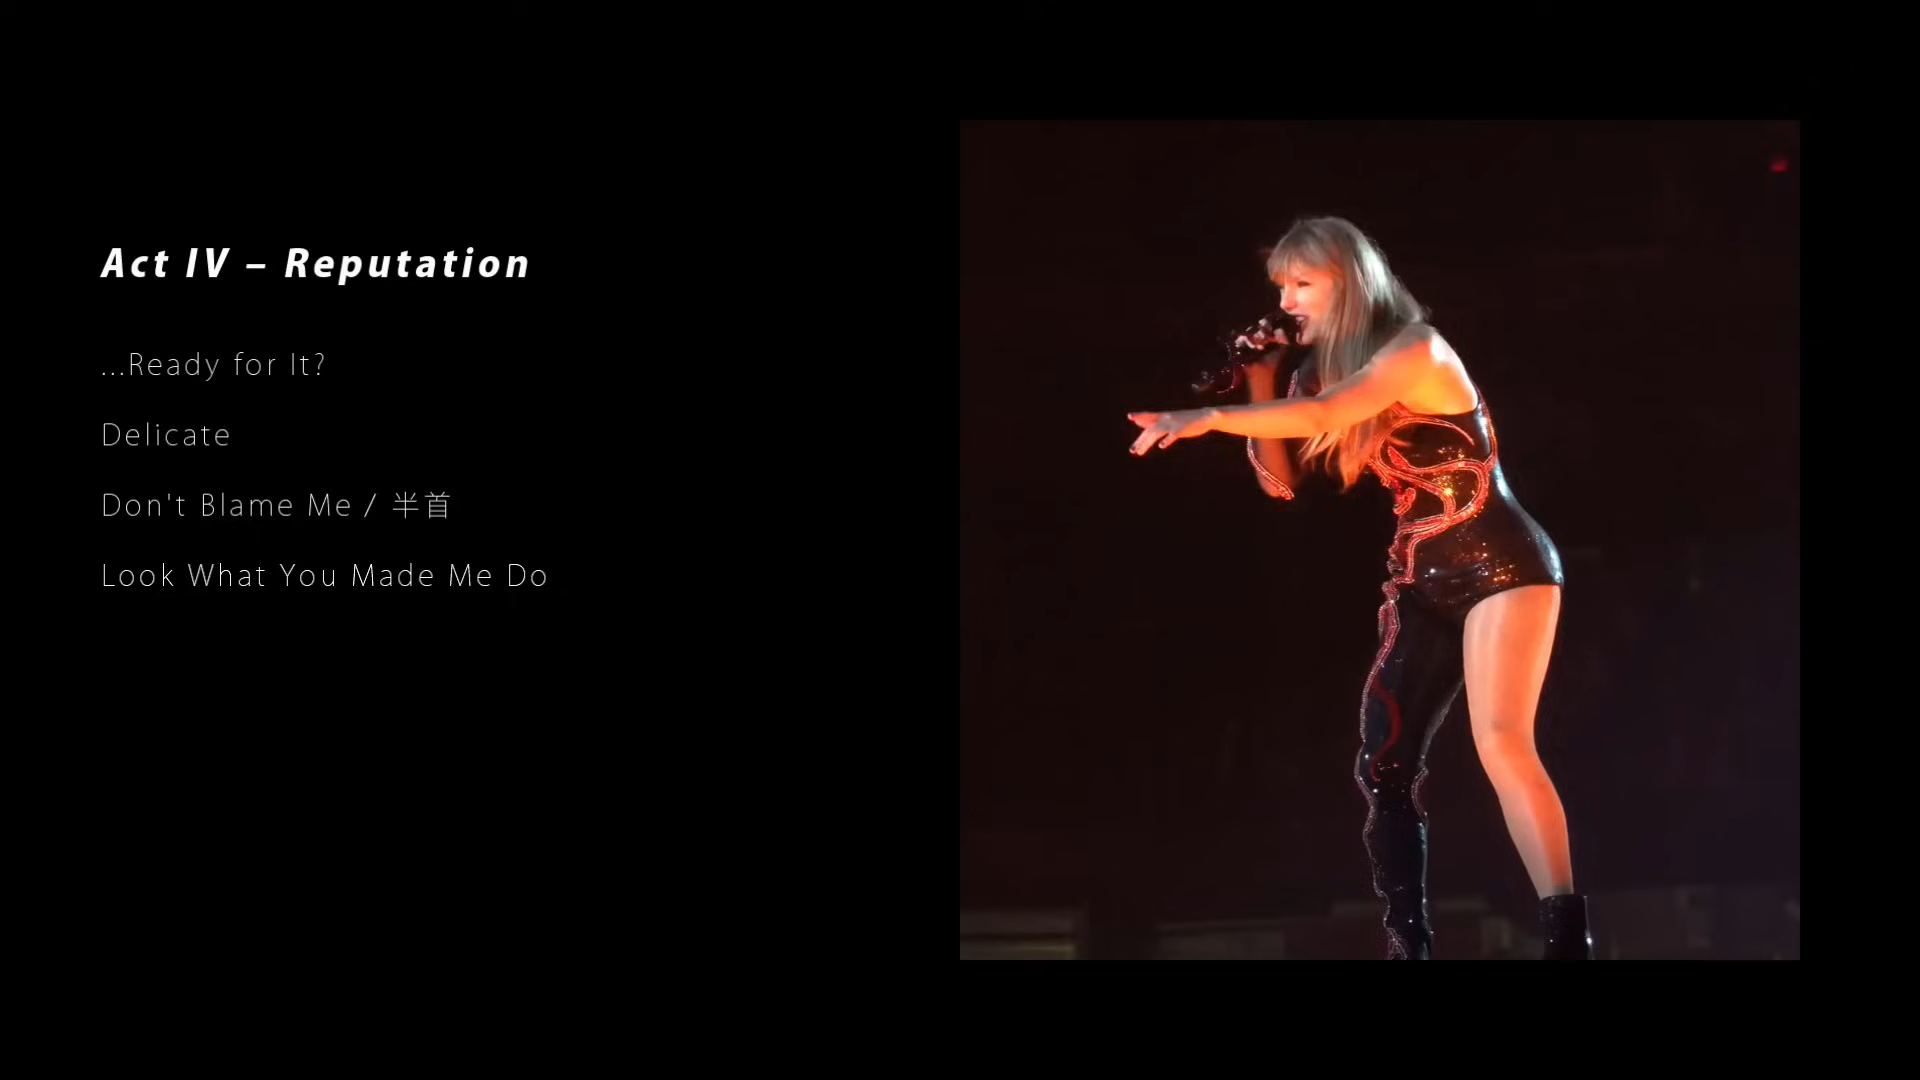 Act IV – Reputation
...Ready for It?
Delicate
Don't Blame Me / 半首
Look What You Made Me Do